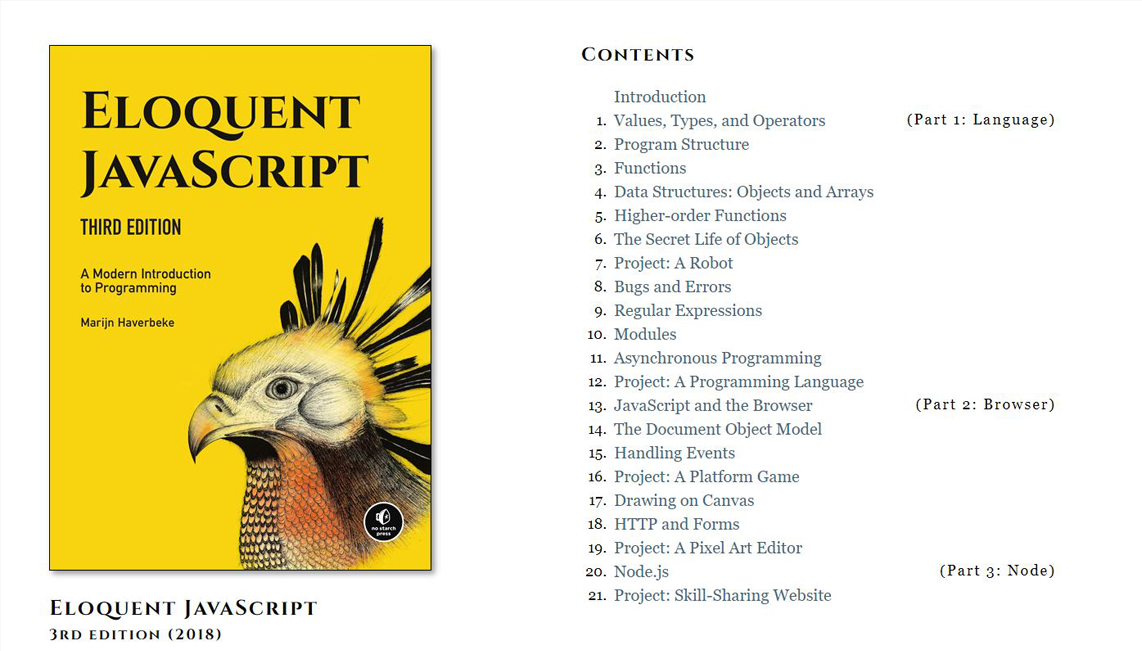 ELOQUENT
JAVASCRIPT
THIRD EDITION
A Modern Introduction
to Programming
Marijn Haverbeke
no starch
press
ELOQUENT JAVASCRIPT
3RD EDITION (2018)
CONTENTS
Introduction
1. Values, Types, and Operators (Part 1: Language)
2. Program Structure
3. Functions
4. Data Structures: Objects and Arrays
5. Higher-order Functions
6. The Secret Life of Objects
7. Project: A Robot
8. Bugs and Errors
9. Regular Expressions
10. Modules
11. Asynchronous Programming
12. Project: A Programming Language
13. JavaScript and the Browser (Part 2: Browser)
14. The Document Object Model
15. Handling Events
16. Project: A Platform Game
17. Drawing on Canvas
18. HTTP and Forms
19. Project: A Pixel Art Editor
20. Node.js (Part 3: Node)
21. Project: Skill-Sharing Website